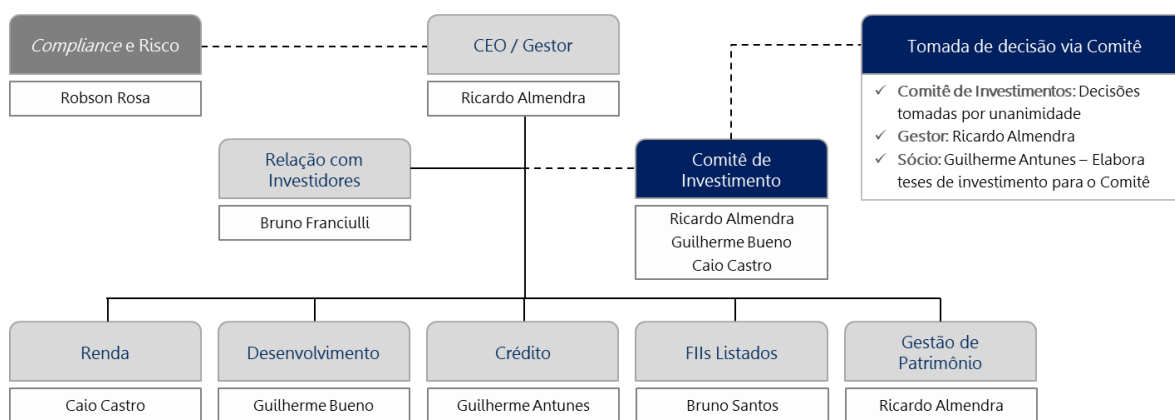 Compliance e Risco
Robson Rosa
CEO / Gestor
Ricardo Almendra
Tomada de decisão via Comitê
✓ Comitê de Investimentos: Decisões
tomadas por unanimidade
✓ Gestor: Ricardo Almendra
✓ Sócio: Guilherme Antunes – Elabora
teses de investimento para o Comitê
Relação com
Investidores
Bruno Franciulli
Comitê de
Investimento
Ricardo Almendra
Guilherme Bueno
Caio Castro
Renda
Caio Castro
Desenvolvimento
Guilherme Bueno
Crédito
Guilherme Antunes
FIIs Listados
Bruno Santos
Gestão de
Patrimônio
Ricardo Almendra